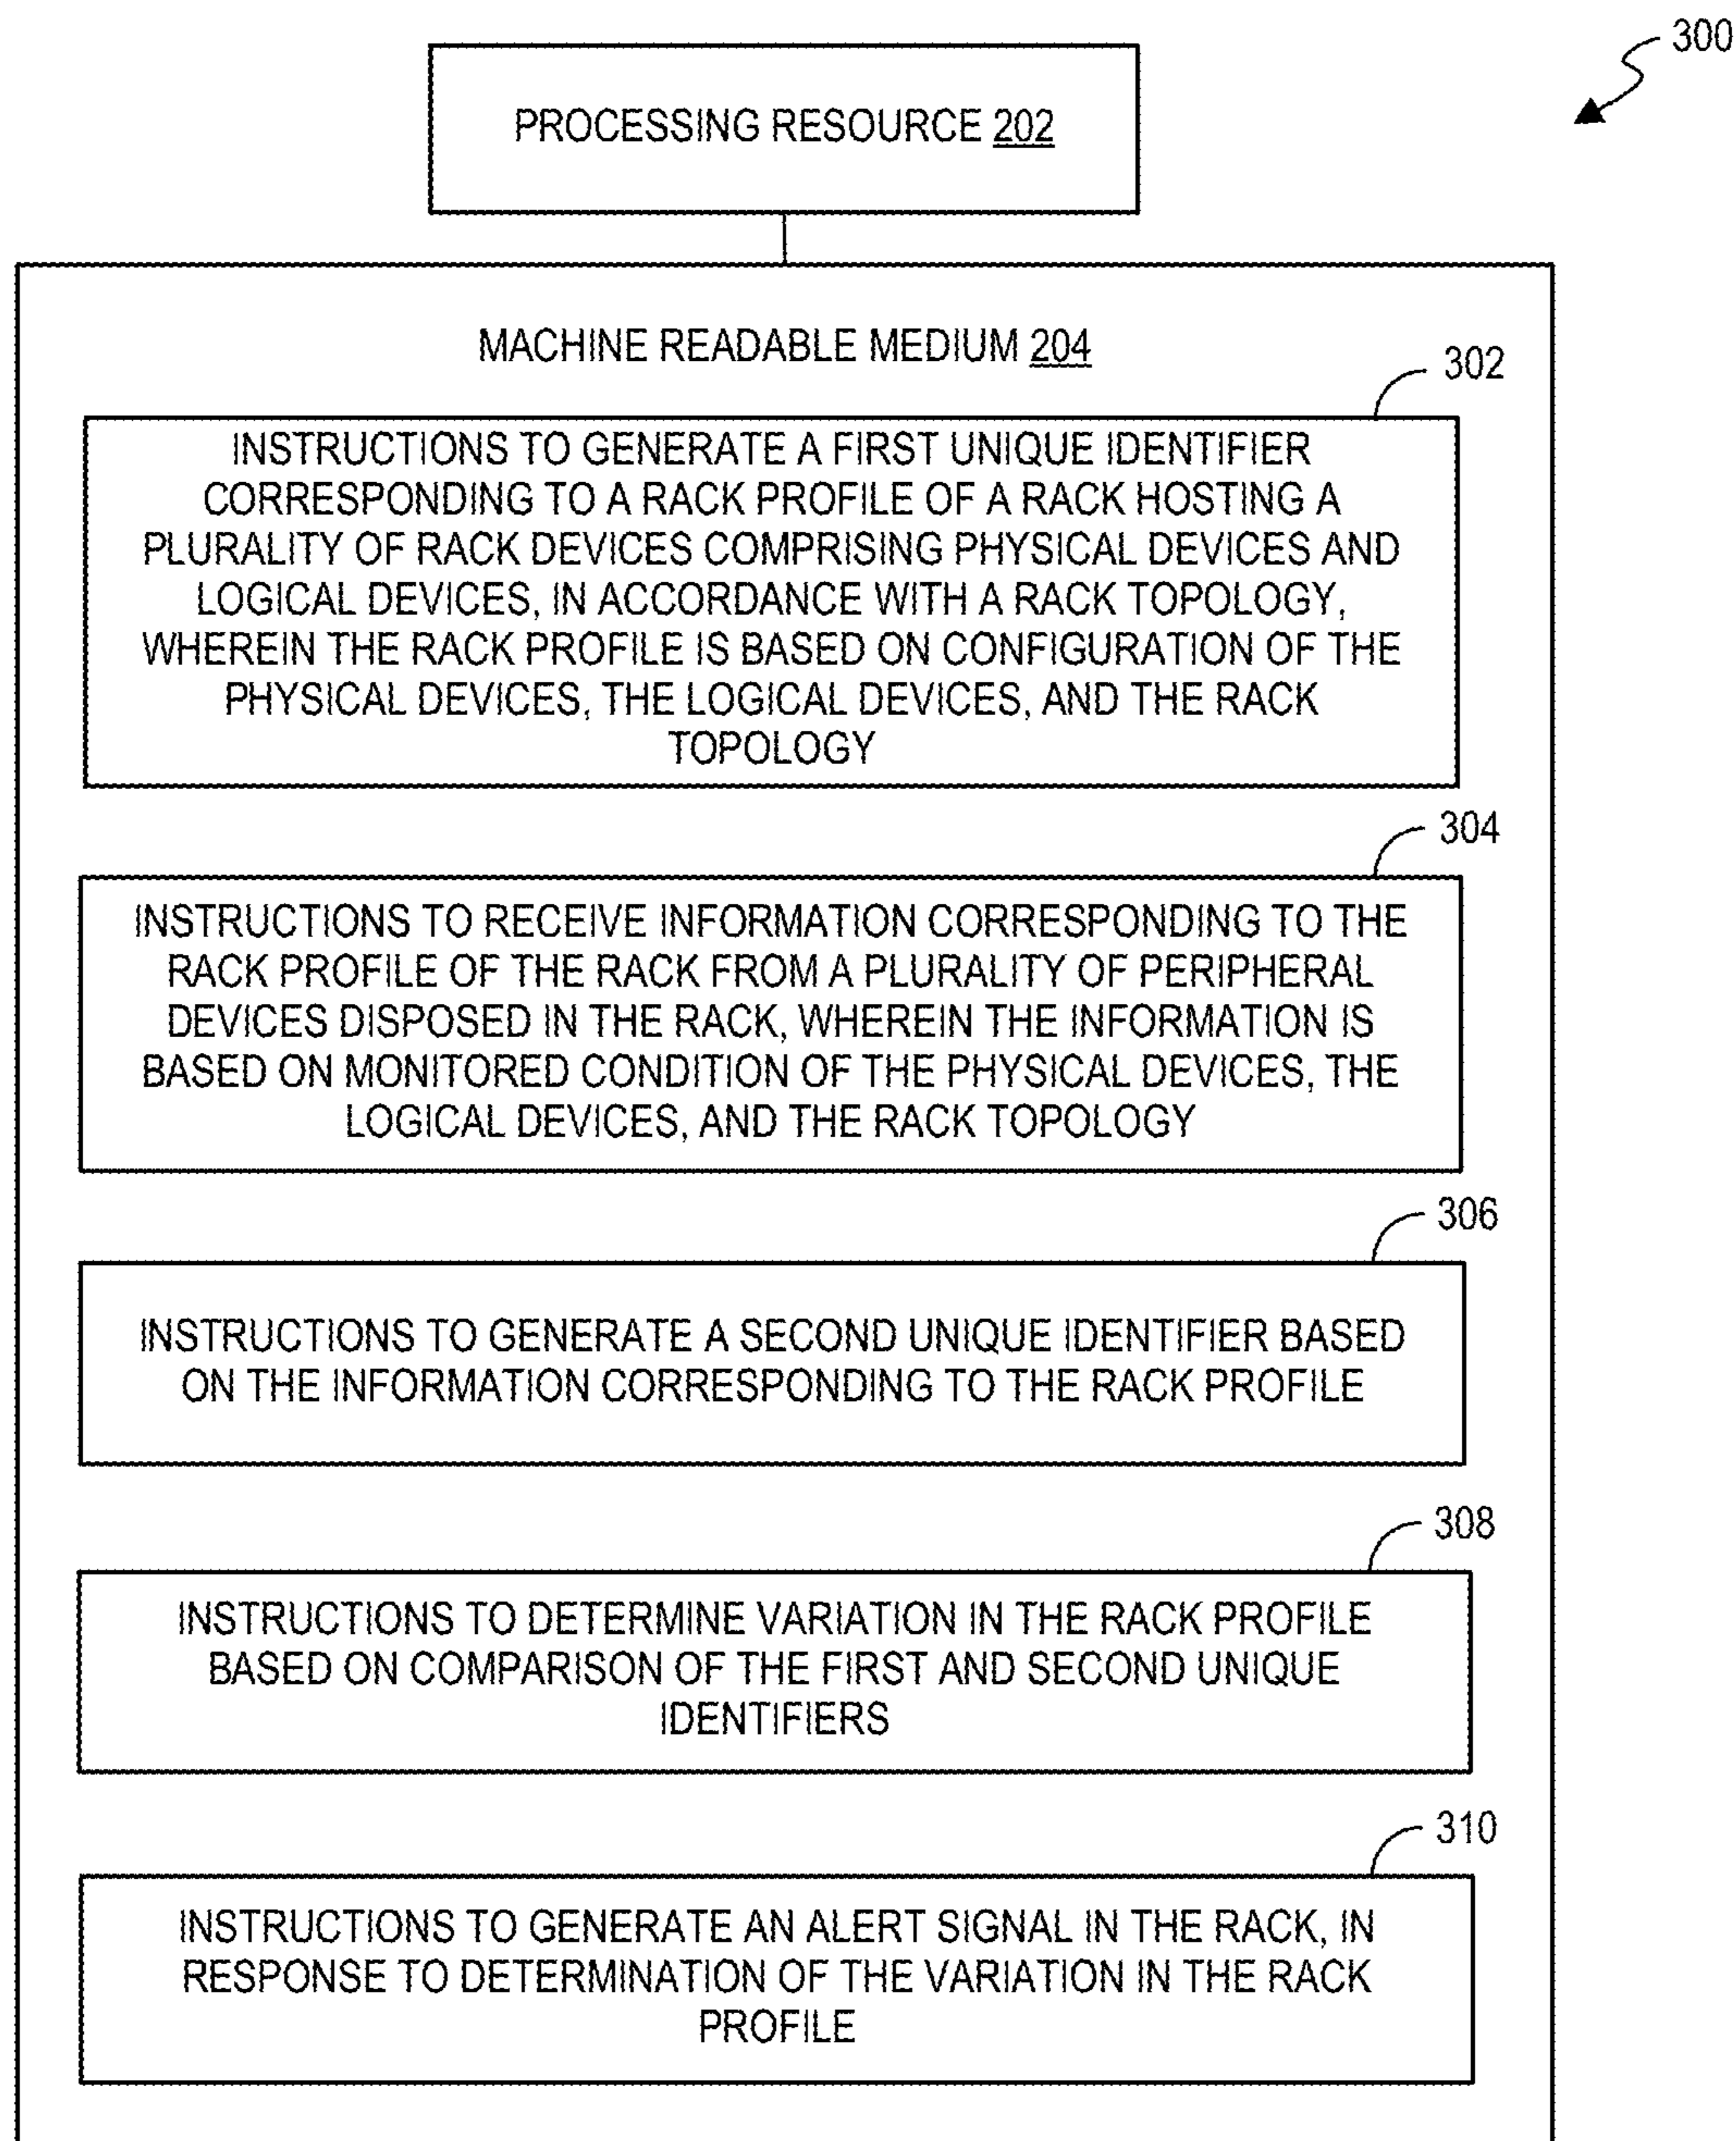 300
PROCESSING RESOURCE 202
MACHINE READABLE MEDIUM 204
302
INSTRUCTIONS TO GENERATE A FIRST UNIQUE IDENTIFIER
CORRESPONDING TO A RACK PROFILE OF A RACK HOSTING A
PLURALITY OF RACK DEVICES COMPRISING PHYSICAL DEVICES AND
LOGICAL DEVICES, IN ACCORDANCE WITH A RACK TOPOLOGY,
WHEREIN THE RACK PROFILE IS BASED ON CONFIGURATION OF THE
PHYSICAL DEVICES, THE LOGICAL DEVICES, AND THE RACK
TOPOLOGY
304
INSTRUCTIONS TO RECEIVE INFORMATION CORRESPONDING TO THE
RACK PROFILE OF THE RACK FROM A PLURALITY OF PERIPHERAL
DEVICES DISPOSED IN THE RACK, WHEREIN THE INFORMATION IS
BASED ON MONITORED CONDITION OF THE PHYSICAL DEVICES, THE
LOGICAL DEVICES, AND THE RACK TOPOLOGY
306
INSTRUCTIONS TO GENERATE A SECOND UNIQUE IDENTIFIER BASED
ON THE INFORMATION CORRESPONDING TO THE RACK PROFILE
308
INSTRUCTIONS TO DETERMINE VARIATION IN THE RACK PROFILE
BASED ON COMPARISON OF THE FIRST AND SECOND UNIQUE
IDENTIFIERS
310
INSTRUCTIONS TO GENERATE AN ALERT SIGNAL IN THE RACK, IN
RESPONSE TO DETERMINATION OF THE VARIATION IN THE RACK
PROFILE